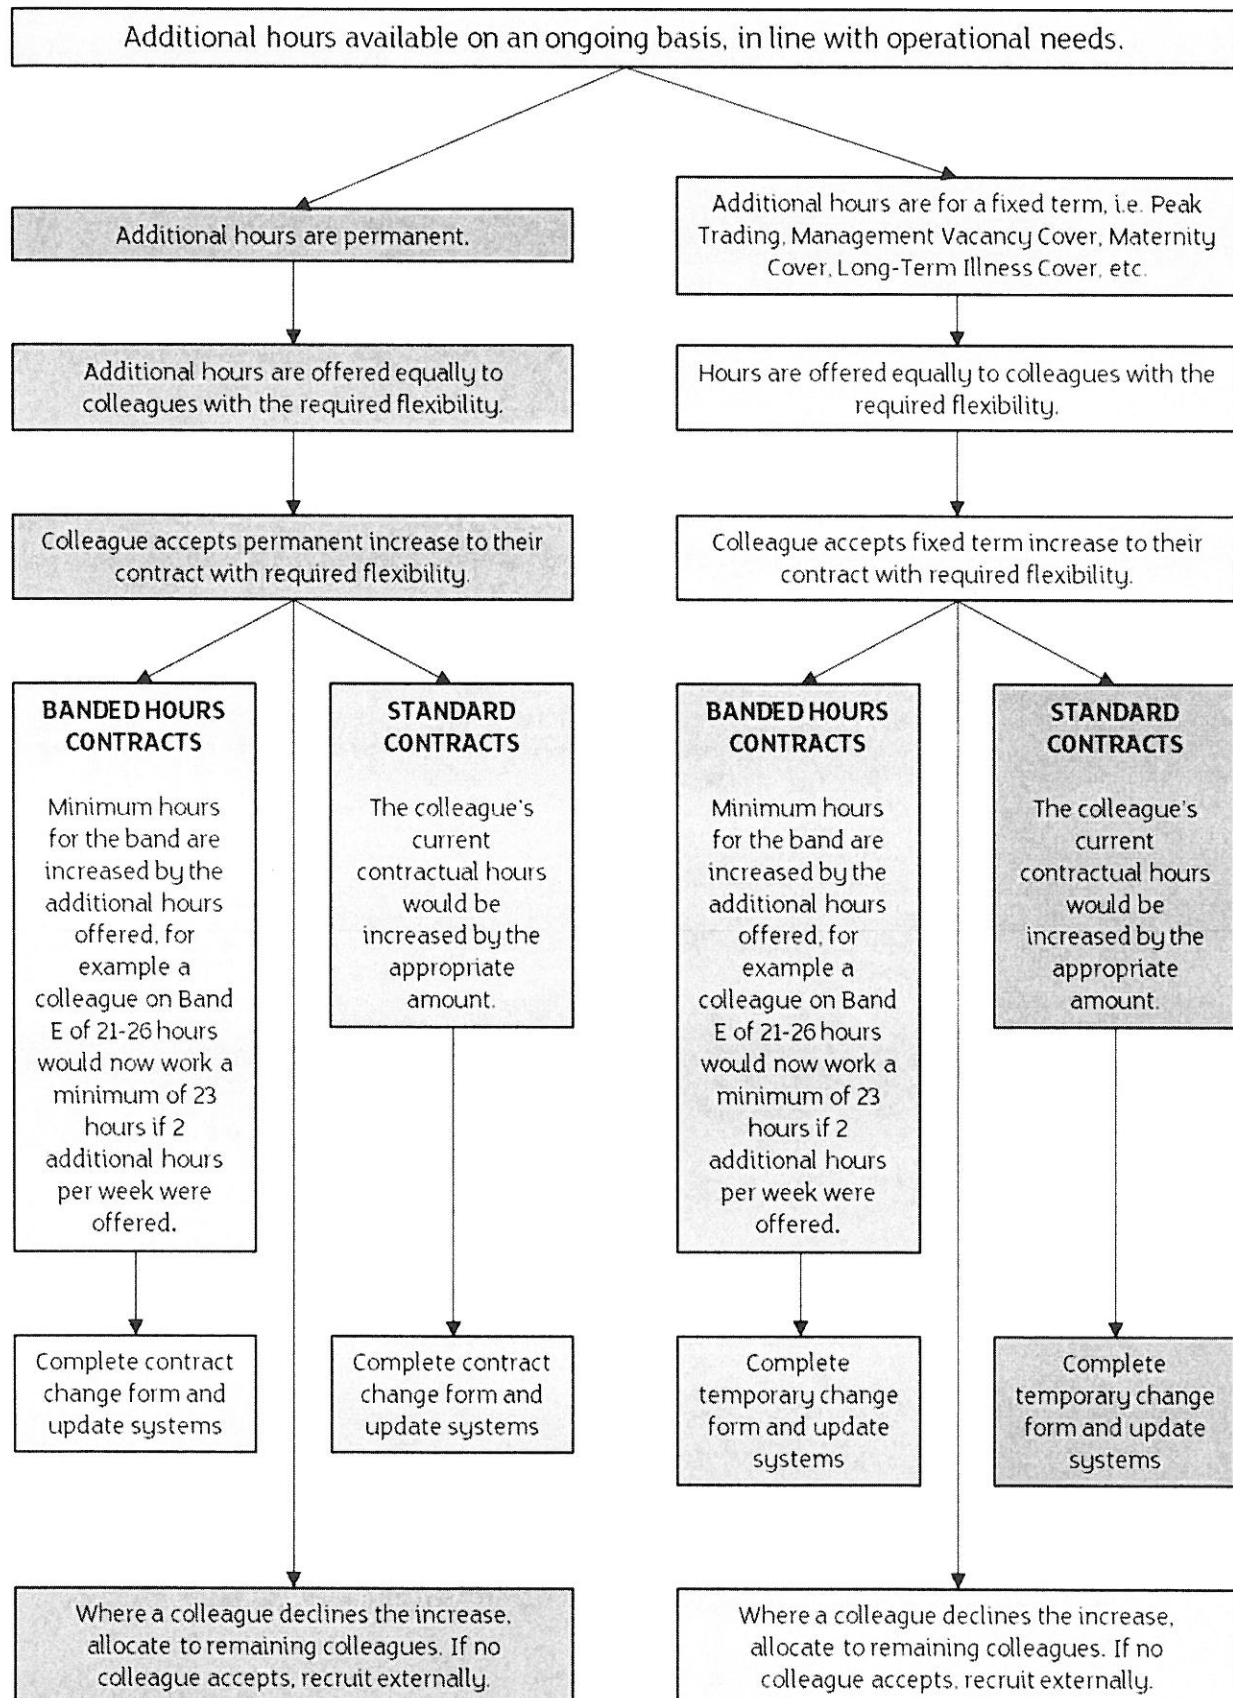 Additional hours available on an ongoing basis, in line with operational needs.
Additional hours are permanent.
Additional hours are offered equally to
colleagues with the required flexibility.
Colleague accepts permanent increase to their
contract with required flexibility.
BANDED HOURS
CONTRACTS
Minimum hours
for the band are
increased by the
additional hours
offered, for
example a
colleague on Band
E of 21-26 hours
would now work a
minimum of 23
hours if 2
additional hours
per week were
offered.
Complete contract
change form and
update systems
STANDARD
CONTRACTS
The colleague's
current
contractual hours
would be
increased by the
appropriate
amount.
Complete contract
change form and
update systems
Where a colleague declines the increase,
allocate to remaining colleagues. If no
colleague accepts, recruit externally.
Additional hours are for a fixed term, i.e. Peak
Trading, Management Vacancy Cover, Maternity
Cover, Long-Term Illness Cover, etc.
Hours are offered equally to colleagues with the
required flexibility.
Colleague accepts fixed term increase to their
contract with required flexibility.
BANDED HOURS
CONTRACTS
Minimum hours
for the band are
increased by the
additional hours
offered, for
example a
colleague on Band
E of 21-26 hours
would now work a
minimum of 23
hours if 2
additional hours
per week were
offered.
Complete
temporary change
form and update
systems
STANDARD
CONTRACTS
The colleague's
current
contractual hours
would be
increased by the
appropriate
amount.
Complete
temporary change
form and update
systems
Where a colleague declines the increase,
allocate to remaining colleagues. If no
colleague accepts, recruit externally.